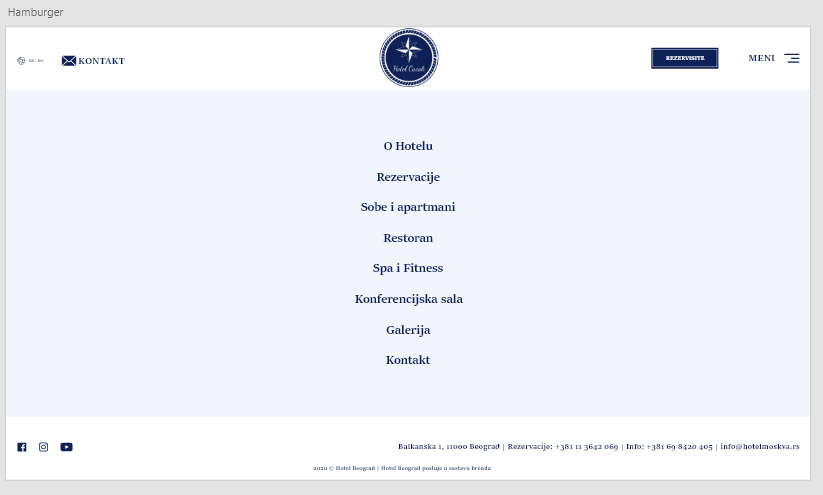 Hamburger
SR / EN
KONTAKT
Hotel Cacak
REZERVISITE
MENI
O Hotelu
Rezervacije
Sobe i apartmani
Restoran
Spa i Fitness
Konferencijska sala
Galerija
Kontakt
Balkanska 1, 11000 Beograd | Rezervacije: +381 11 3642 069 | Info: +381 69 8420 405 | info@hotelmoskva.rs
2020 © Hotel Beograd | Hotel Beograd posluje u sastavu brenda